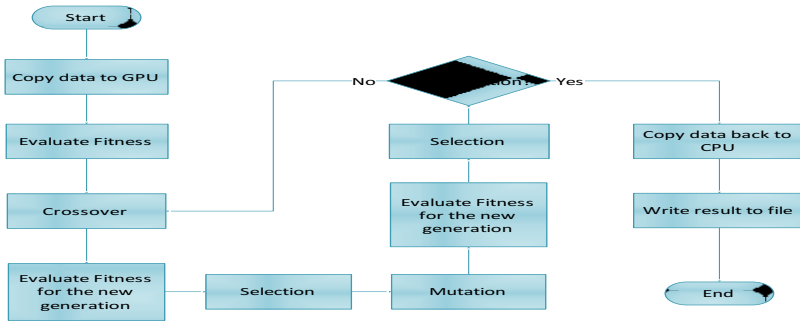 Start
Copy data to GPU
Evaluate Fitness
Crossover
Evaluate Fitness
for the new
generation
Selection
Mutation
Evaluate Fitness
for the new
generation
Selection
No
Yes
Copy data back to
CPU
Write result to file
End